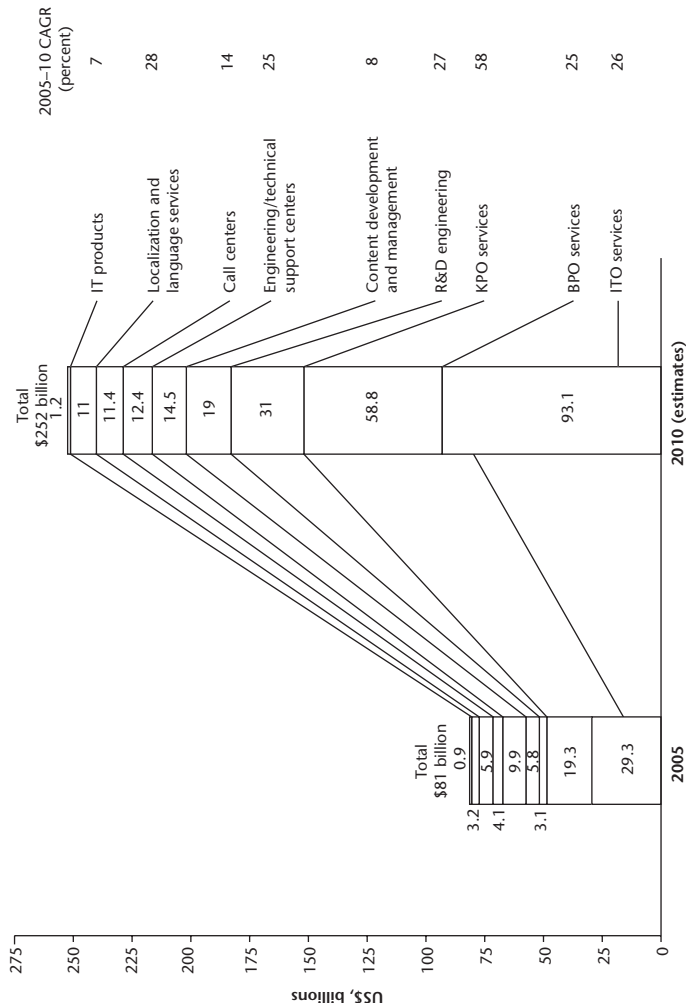 US$, billions
275
250
225
200
175
150
125
100
75
50
25
0
Total
$81 billion
0.9
3.2
5.9
4.1
9.9
5.8
3.1
19.3
29.3
2005
Total
$252 billion
1.2
11
11.4
12.4
14.5
19
31
58.8
93.1
2010 (estimates)
IT products
Localization and
language services
Call centers
Engineering/technical
support centers
Content development
and management
R&D engineering
KPO services
BPO services
ITO services
2005–10 CAGR
(percent)
7
28
14
25
8
27
58
25
26